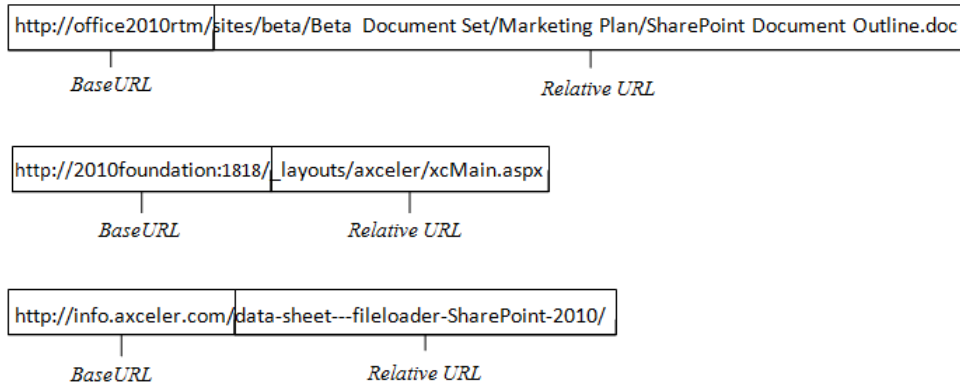 http://office2010rtm/sites/beta/Beta Document Set/Marketing Plan/SharePoint Document Outline.doc
BaseURL Relative URL
http://2010foundation:1818/_layouts/axceler/xcMain.aspx
BaseURL Relative URL
http://info.axceler.com/data-sheet---fileloader-SharePoint-2010/
BaseURL Relative URL